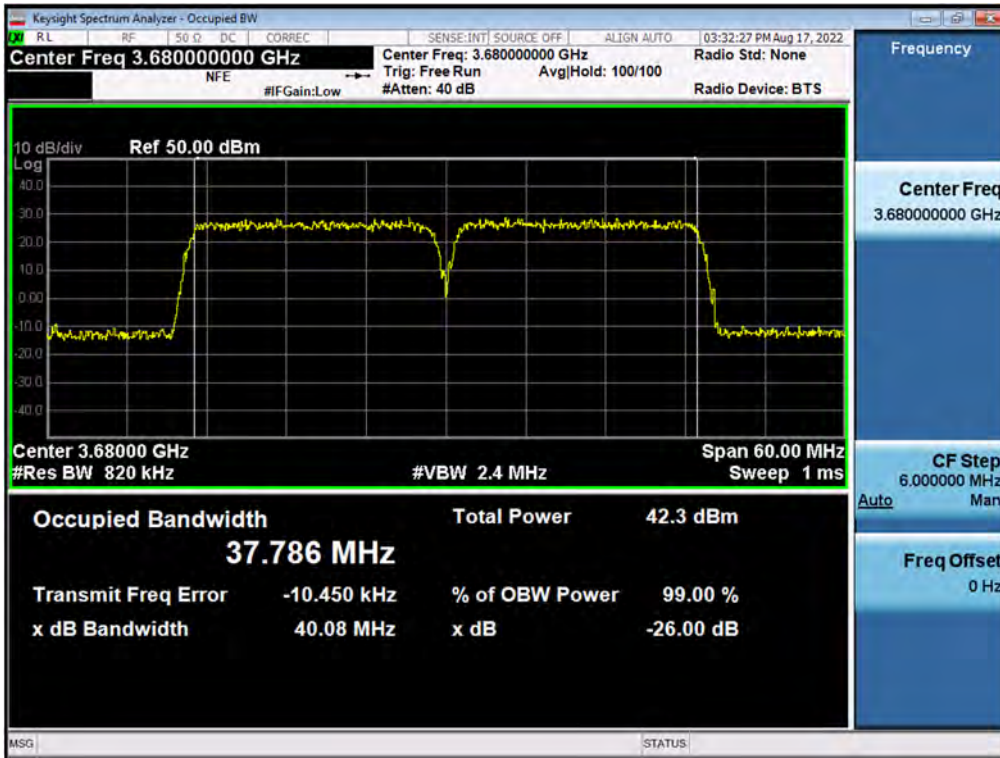 Keysight Spectrum Analyzer - Occupied BW
LXI RL RF 50 Ω DC CORREC SENSE:INT SOURCE OFF ALIGN AUTO 03:32:27 PM Aug 17, 2022
Center Freq 3.680000000 GHz
NFE
#IFGain:Low
Center Freq: 3.680000000 GHz
Trig: Free Run Avg|Hold: 100/100
#Atten: 40 dB
Radio Std: None
Radio Device: BTS
10 dB/div Ref 50.00 dBm
Log
40.0
30.0
20.0
10.0
0.00
-10.0
-20.0
-30.0
-40.0
Center 3.68000 GHz Span 60.00 MHz
#Res BW 820 kHz #VBW 2.4 MHz Sweep 1 ms
Occupied Bandwidth Total Power 42.3 dBm
37.786 MHz
Transmit Freq Error -10.450 kHz % of OBW Power 99.00 %
x dB Bandwidth 40.08 MHz x dB -26.00 dB
MSG STATUS
Frequency
Center Freq
3.680000000 GHz
CF Step
6.000000 MHz
Auto Man
Freq Offset
0 Hz